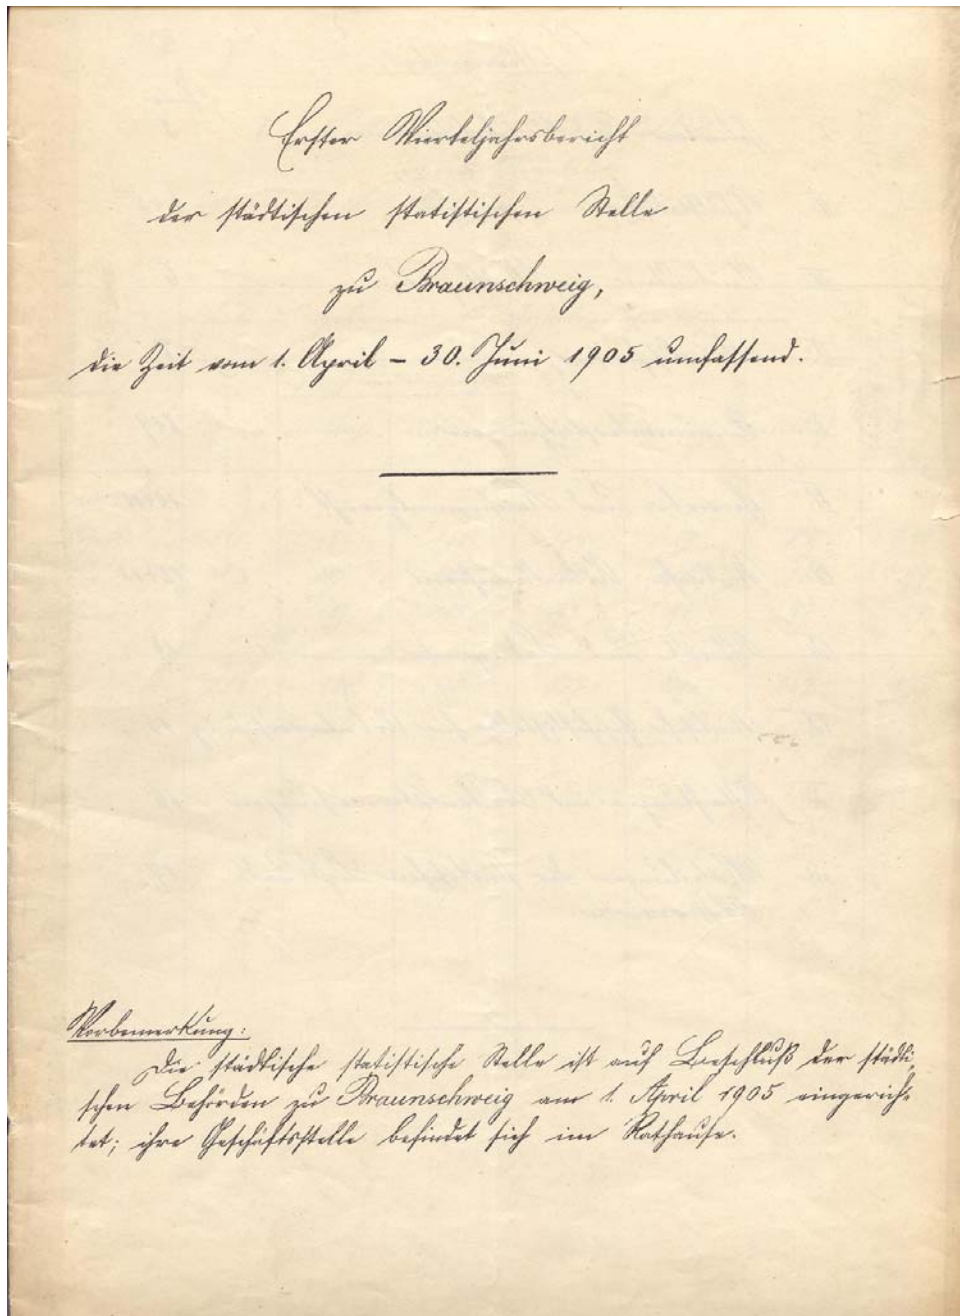 Erster Vierteljahrsbericht
der städtischen statistischen Stelle
zu Braunschweig,
die Zeit vom 1. April – 30. Juni 1905 umfassend.
Vorbemerkung:
Die städtische statistische Stelle ist auf Beschluß der städti-
schen Behörden zu Braunschweig am 1. April 1905 eingerich-
tet; ihre Geschäftsstelle befindet sich im Rathause.